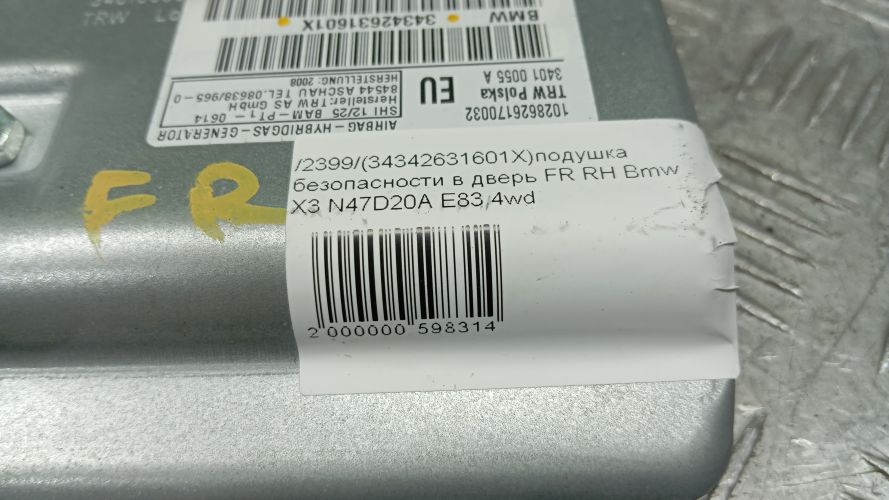 /2399/(34342631601X)подушка
безопасности в дверь FR RH Bmw
X3 N47D20A E83 4wd
2 000000 598314
FR
AIRBAG - HYBRIDGAS - GENERATOR
SHI 12/25 BAM-PT1 - 0614
Hersteller:TRW AS GmbH
84544 ASCHAU TEL.08638/965-0
HERSTELLUNG: 2008
EU
1028626170032
TRW Polska
3401 0055 A
BMW 34342631601X
TRW